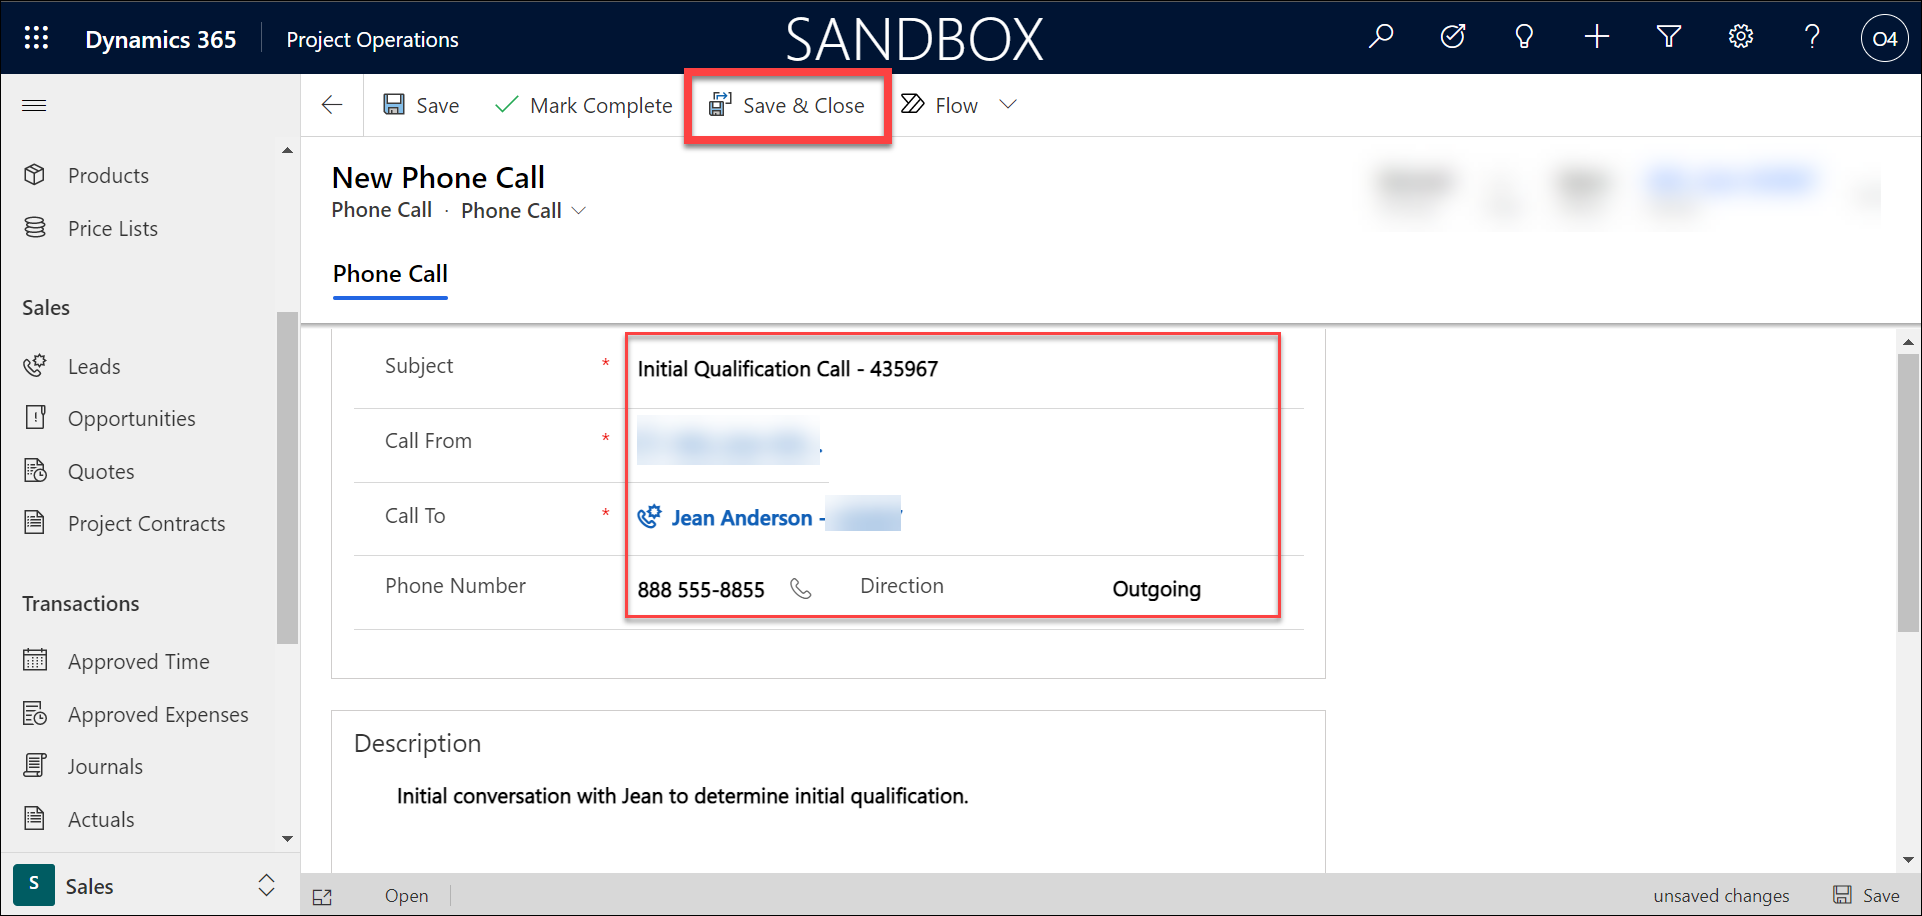 Dynamics 365
Project Operations
SANDBOX
O4
Save
Mark Complete
Save & Close
Flow
Products
Price Lists
Sales
Leads
Opportunities
Quotes
Project Contracts
Transactions
Approved Time
Approved Expenses
Journals
Actuals
S
Sales
New Phone Call
Phone Call · Phone Call
Phone Call
Subject * Initial Qualification Call - 435967
Call From *
Call To * Jean Anderson -
Phone Number 888 555-8855 Direction Outgoing
Description
Initial conversation with Jean to determine initial qualification.
Open
unsaved changes
Save